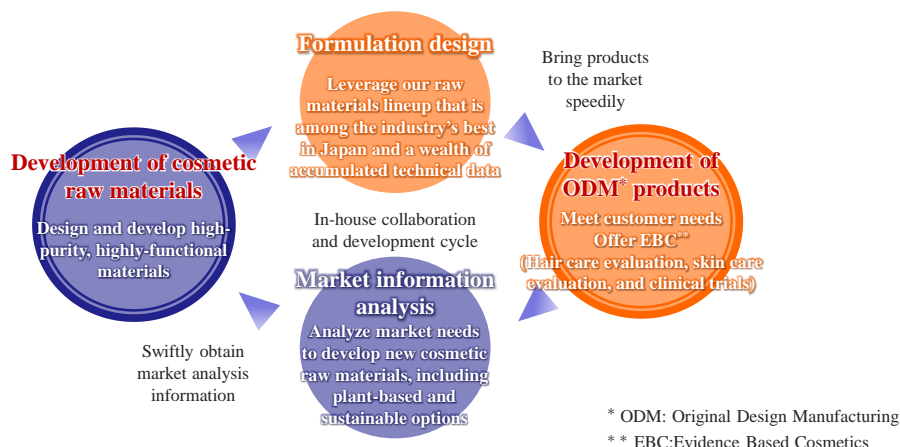 Formulation design
Leverage our raw
materials lineup that is
among the industry's best
in Japan and a wealth of
accumulated technical data
Bring products
to the market
speedily
Development of cosmetic
raw materials
Design and develop high-
purity, highly-functional
materials
Development of
ODM* products
Meet customer needs
Offer EBC**
(Hair care evaluation, skin care
evaluation, and clinical trials)
In-house collaboration
and development cycle
Market information
analysis
Analyze market needs
to develop new cosmetic
raw materials, including
plant-based and
sustainable options
Swiftly obtain
market analysis
information
* ODM: Original Design Manufacturing
** EBC:Evidence Based Cosmetics